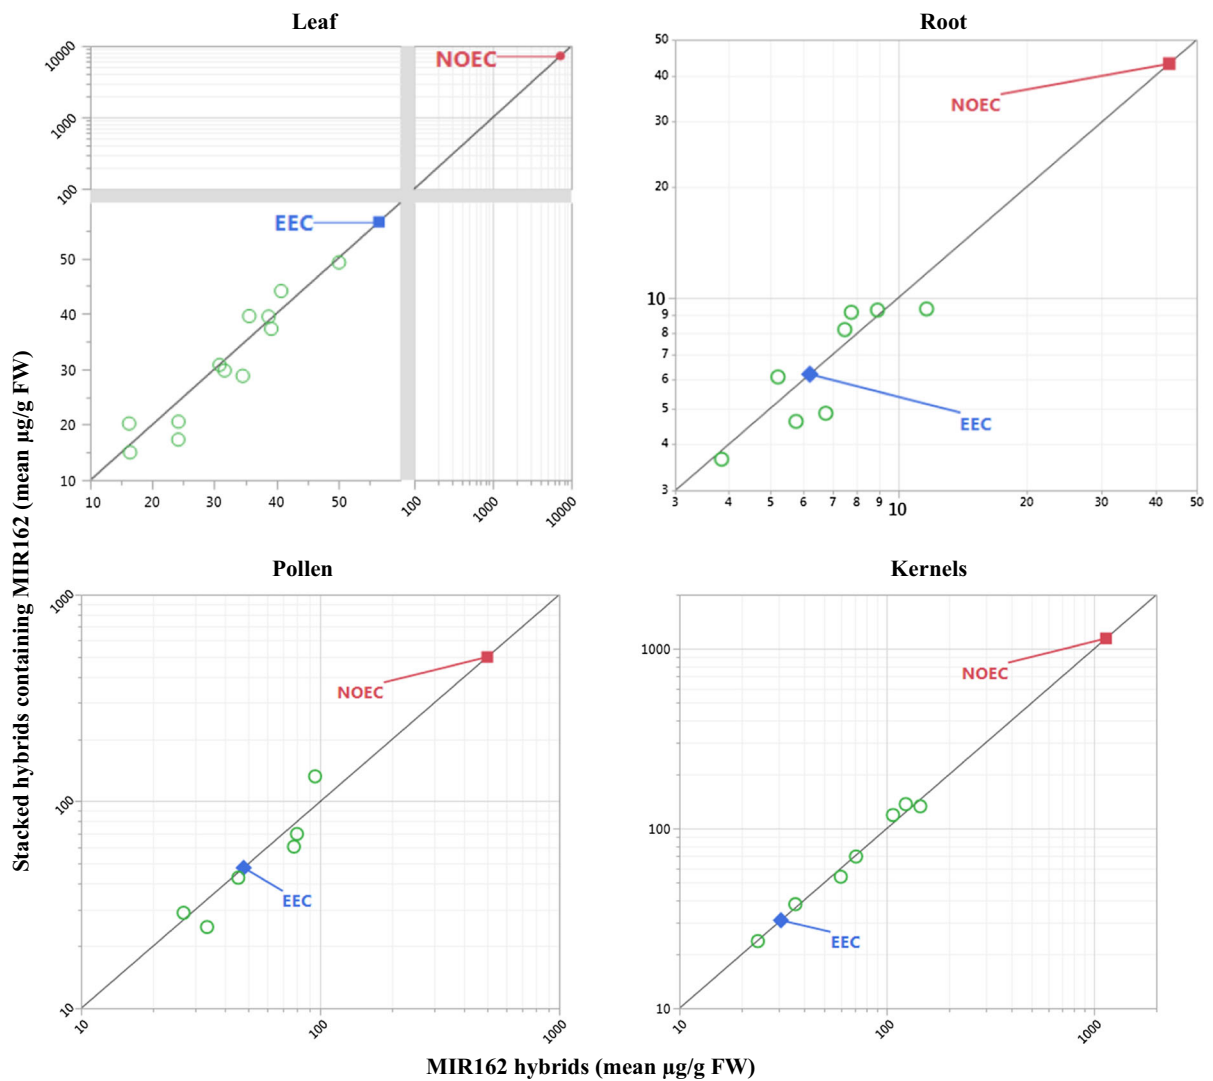 Leaf
10000
1000
100
50
40
30
20
10
10 20 30 40 50 100 1000 10000
NOEC
EEC
Root
50
40
30
20
10
9
8
7
6
5
4
3
3 4 5 6 7 8 9 10 20 30 40 50
NOEC
EEC
Stacked hybrids containing MIR162 (mean µg/g FW)
Pollen
1000
100
10
10 100 1000
NOEC
EEC
Kernels
1000
100
10
10 100 1000
NOEC
EEC
MIR162 hybrids (mean µg/g FW)